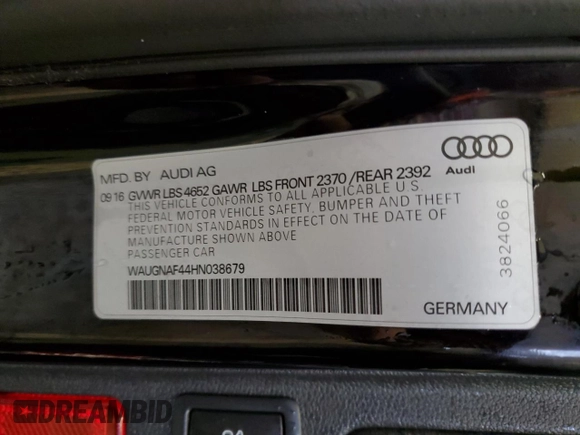 MFD. BY AUDI AG
Audi
09 16 GVWR LBS 4652 GAWR LBS FRONT 2370 /REAR 2392
THIS VEHICLE CONFORMS TO ALL APPLICABLE U.S.
FEDERAL MOTOR VEHICLE SAFETY, BUMPER AND THEFT
PREVENTION STANDARDS IN EFFECT ON THE DATE OF
MANUFACTURE SHOWN ABOVE
PASSENGER CAR
WAUGNAF44HN038679
3824066
GERMANY
DREAMBID